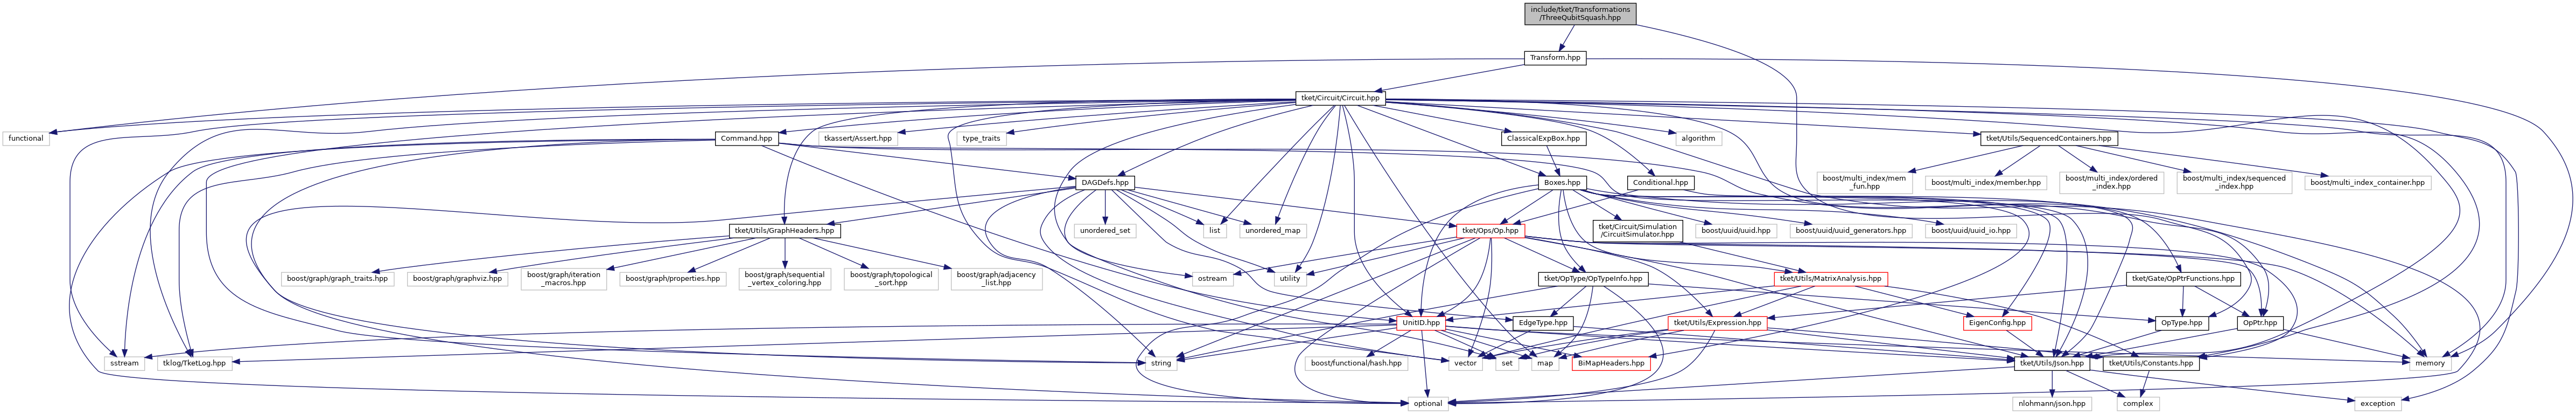 include/tket/Transformations
/ThreeQubitSquash.hpp
Transform.hpp
tket/Circuit/Circuit.hpp
functional
Command.hpp
tkassert/Assert.hpp
type_traits
ClassicalExpBox.hpp
algorithm
tket/Utils/SequencedContainers.hpp
DAGDefs.hpp
Boxes.hpp
Conditional.hpp
boost/multi_index/mem
_fun.hpp
boost/multi_index/member.hpp
boost/multi_index/ordered
_index.hpp
boost/multi_index/sequenced
_index.hpp
boost/multi_index_container.hpp
tket/Utils/GraphHeaders.hpp
unordered_set
list
unordered_map
tket/Ops/Op.hpp
tket/Circuit/Simulation
/CircuitSimulator.hpp
boost/uuid/uuid.hpp
boost/uuid/uuid_generators.hpp
boost/uuid/uuid_io.hpp
boost/graph/graph_traits.hpp
boost/graph/graphviz.hpp
boost/graph/iteration
_macros.hpp
boost/graph/properties.hpp
boost/graph/sequential
_vertex_coloring.hpp
boost/graph/topological
_sort.hpp
boost/graph/adjacency
_list.hpp
ostream
utility
tket/OpType/OpTypeInfo.hpp
tket/Utils/MatrixAnalysis.hpp
tket/Gate/OpPtrFunctions.hpp
UnitID.hpp
EdgeType.hpp
tket/Utils/Expression.hpp
EigenConfig.hpp
OpType.hpp
OpPtr.hpp
sstream
tklog/TketLog.hpp
string
boost/functional/hash.hpp
vector
set
map
BiMapHeaders.hpp
tket/Utils/Json.hpp
tket/Utils/Constants.hpp
memory
optional
nlohmann/json.hpp
complex
exception